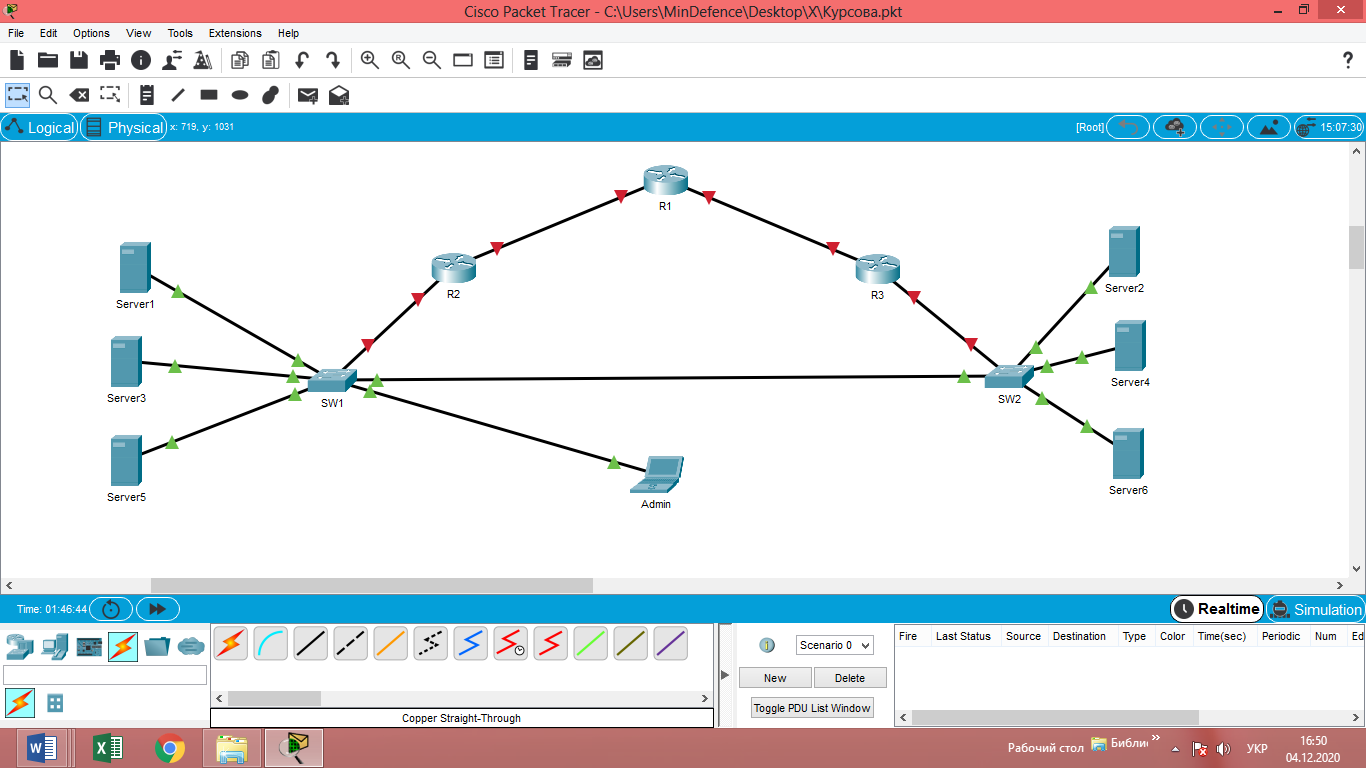 Cisco Packet Tracer - C:\Users\MinDefence\Desktop\X\Курсова.pkt
File Edit Options View Tools Extensions Help
Logical Physical x: 719, y: 1031 [Root] 15:07:30
R1
R2
R3
Server1
Server2
Server3
Server4
SW1
SW2
Server5
Server6
Admin
Time: 01:46:44 Realtime Simulation
Scenario 0
Fire Last Status Source Destination Type Color Time(sec) Periodic Num Ed
New Delete
Toggle PDU List Window
Copper Straight-Through
Рабочий стол Библи » УКР 16:50
04.12.2020